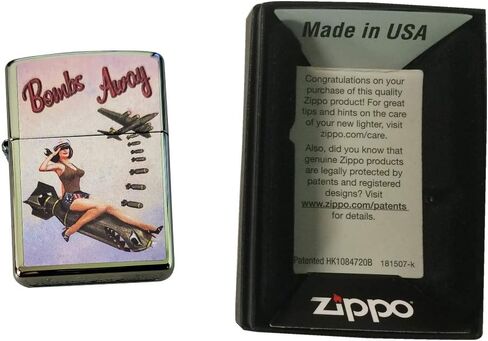 Bombs Away
Made in USA
Congratulations on your
purchase of this quality
Zippo product! For great
tips and hints on the care
of your new lighter, visit
zippo.com/care.
Also, did you know that
genuine Zippo products
are legally protected by
patents and registered
designs? Visit
www.zippo.com/patents
for details.
Patented HK1084720B 181507-k
zippo